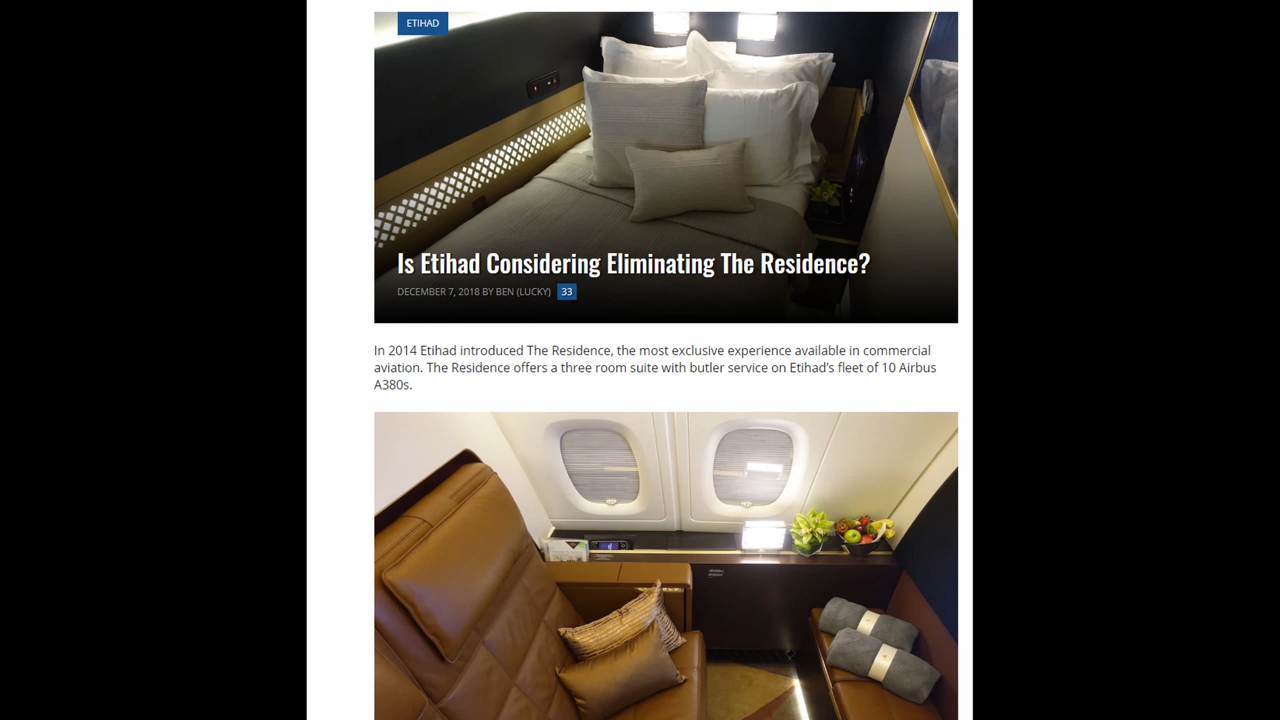 ETIHAD
Is Etihad Considering Eliminating The Residence?
DECEMBER 7, 2018 BY BEN (LUCKY) 33
In 2014 Etihad introduced The Residence, the most exclusive experience available in commercial
aviation. The Residence offers a three room suite with butler service on Etihad’s fleet of 10 Airbus
A380s.